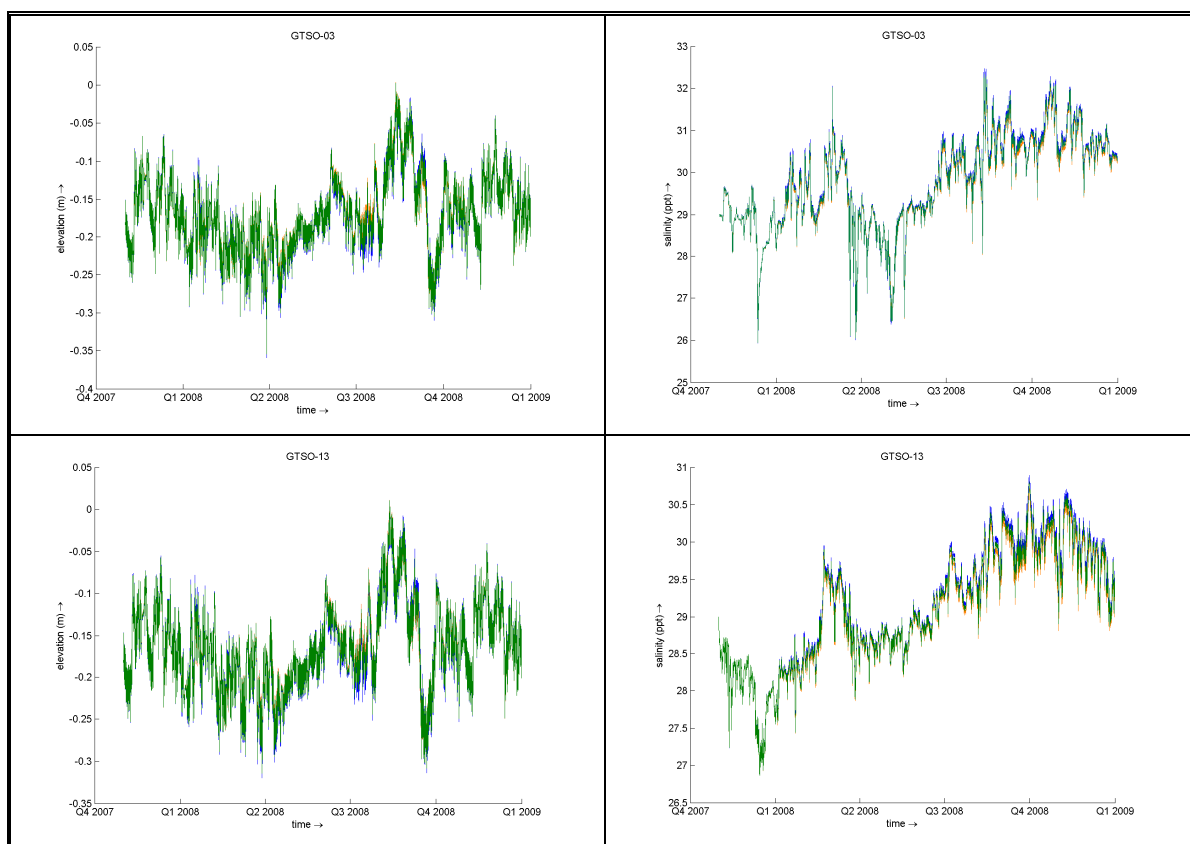 GTSO-03
0.05
0
-0.05
-0.1
-0.15
-0.2
-0.25
-0.3
-0.35
-0.4
elevation (m) →
Q4 2007 Q1 2008 Q2 2008 Q3 2008 Q4 2008 Q1 2009
time →
GTSO-03
33
32
31
30
29
28
27
26
25
salinity (ppt) →
Q4 2007 Q1 2008 Q2 2008 Q3 2008 Q4 2008 Q1 2009
time →
GTSO-13
0.05
0
-0.05
-0.1
-0.15
-0.2
-0.25
-0.3
-0.35
elevation (m) →
Q4 2007 Q1 2008 Q2 2008 Q3 2008 Q4 2008 Q1 2009
time →
GTSO-13
31
30.5
30
29.5
29
28.5
28
27.5
27
26.5
salinity (ppt) →
Q4 2007 Q1 2008 Q2 2008 Q3 2008 Q4 2008 Q1 2009
time →